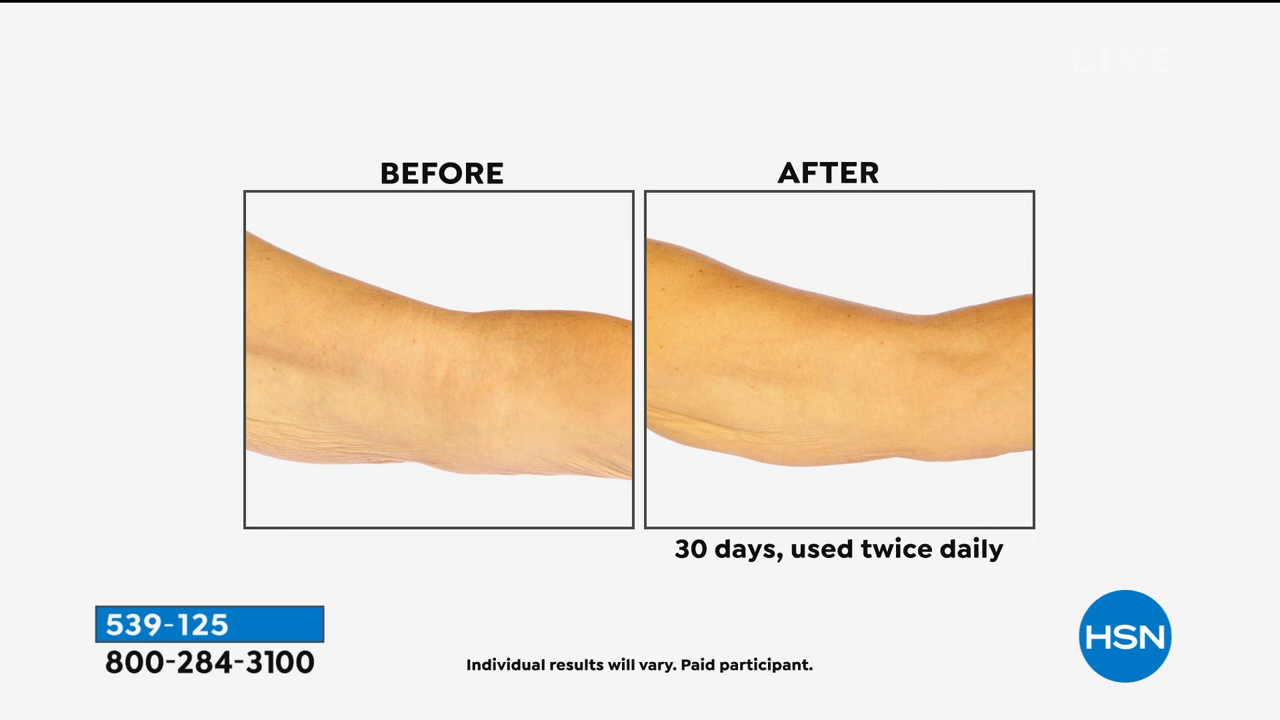 LIVE
BEFORE
AFTER
30 days, used twice daily
539-125
800-284-3100
Individual results will vary. Paid participant.
HSN